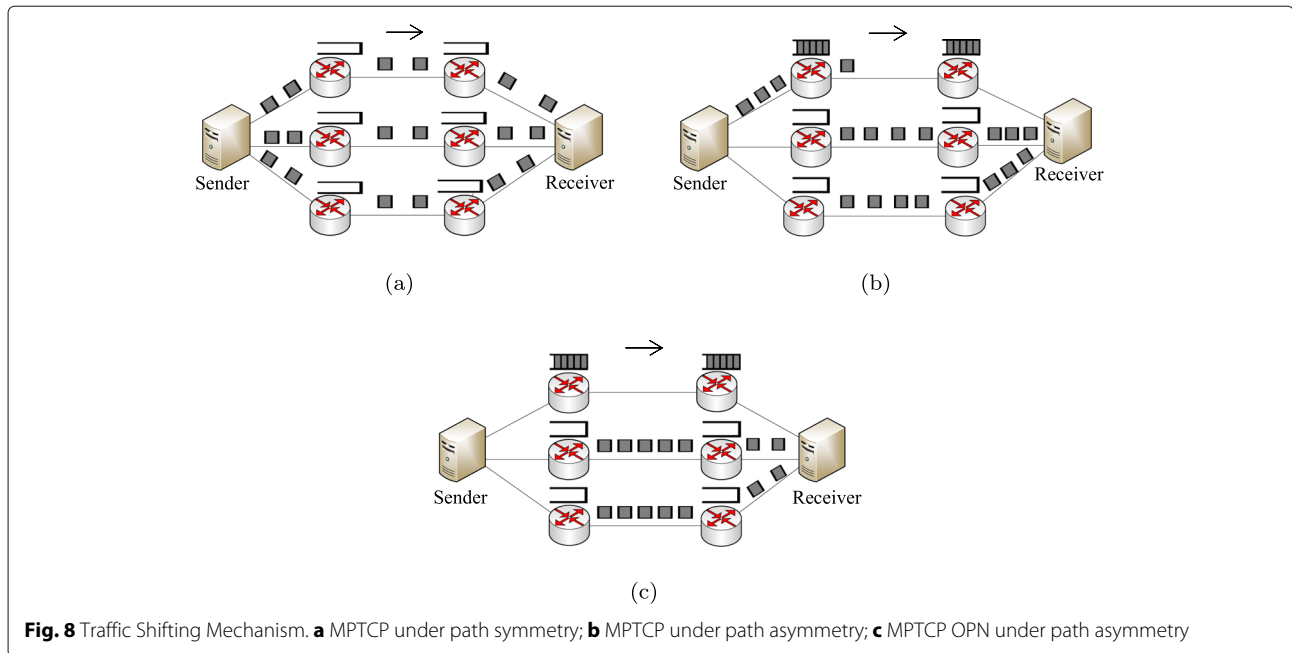 Sender
Receiver
(a)
Sender
Receiver
(b)
Sender
Receiver
(c)
Fig. 8 Traffic Shifting Mechanism. a MPTCP under path symmetry; b MPTCP under path asymmetry; c MPTCP OPN under path asymmetry